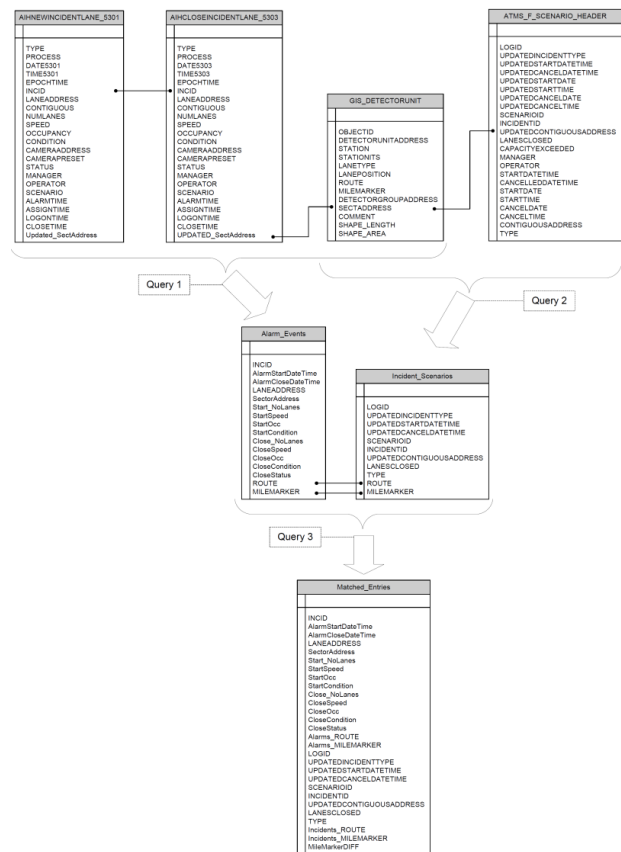 AIHNEWINCIDENTLANE_5301
TYPE
PROCESS
DATE5301
TIME5301
EPOCHTIME
INCID
LANEADDRESS
CONTIGUOUS
NUMLANES
SPEED
OCCUPANCY
CONDITION
CAMERAADDRESS
CAMERAPRESET
STATUS
MANAGER
OPERATOR
SCENARIO
ALARMTIME
ASSIGNTIME
LOGONTIME
CLOSETIME
Updated_SectAddress
AIHCLOSEINCIDENTLANE_5303
TYPE
PROCESS
DATE5303
TIME5303
EPOCHTIME
INCID
LANEADDRESS
CONTIGUOUS
NUMLANES
SPEED
OCCUPANCY
CONDITION
CAMERAADDRESS
CAMERAPRESET
STATUS
MANAGER
OPERATOR
SCENARIO
ALARMTIME
ASSIGNTIME
LOGONTIME
CLOSETIME
UPDATED_SectAddress
GIS_DETECTORUNIT
OBJECTID
DETECTORUNITADDRESS
STATION
STATIONITS
LANETYPE
LANEPOSITION
ROUTE
MILEMARKER
DETECTORGROUPADDRESS
SECTADDRESS
COMMENT
SHAPE_LENGTH
SHAPE_AREA
ATMS_F_SCENARIO_HEADER
LOGID
UPDATEDINCIDENTTYPE
UPDATEDSTARTDATETIME
UPDATEDCANCELDATETIME
UPDATEDSTARTDATE
UPDATEDSTARTTIME
UPDATEDCANCELDATE
UPDATEDCANCELTIME
SCENARIOID
INCIDENTID
UPDATEDCONTIGUOUSADDRESS
LANESCLOSED
CAPACITYEXCEEDED
MANAGER
OPERATOR
STARTDATETIME
CANCELLEDDATETIME
STARTDATE
STARTTIME
CANCELDATE
CANCELTIME
CONTIGUOUSADDRESS
TYPE
Query 1
Query 2
Alarm_Events
INCID
AlarmStartDateTime
AlarmCloseDateTime
LANEADDRESS
SectorAddress
Start_NoLanes
StartSpeed
StartOcc
StartCondition
Close_NoLanes
CloseSpeed
CloseOcc
CloseCondition
CloseStatus
ROUTE
MILEMARKER
Incident_Scenarios
LOGID
UPDATEDINCIDENTTYPE
UPDATEDSTARTDATETIME
UPDATEDCANCELDATETIME
SCENARIOID
INCIDENTID
UPDATEDCONTIGUOUSADDRESS
LANESCLOSED
TYPE
ROUTE
MILEMARKER
Query 3
Matched_Entries
INCID
AlarmStartDateTime
AlarmCloseDateTime
LANEADDRESS
SectorAddress
Start_NoLanes
StartSpeed
StartOcc
StartCondition
Close_NoLanes
CloseSpeed
CloseOcc
CloseCondition
CloseStatus
Alarms_ROUTE
Alarms_MILEMARKER
LOGID
UPDATEDINCIDENTTYPE
UPDATEDSTARTDATETIME
UPDATEDCANCELDATETIME
SCENARIOID
INCIDENTID
UPDATEDCONTIGUOUSADDRESS
LANESCLOSED
TYPE
Incidents_ROUTE
Incidents_MILEMARKER
MileMarkerDIFF